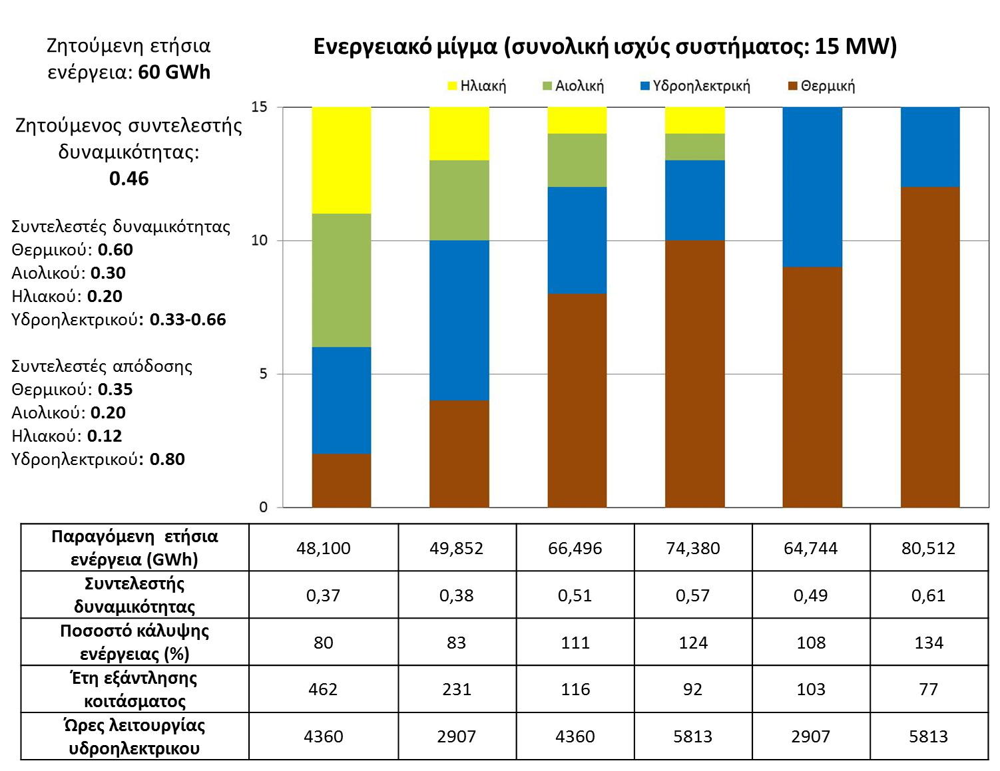 Ζητούμενη ετήσια
ενέργεια: 60 GWh
Ζητούμενος συντελεστής
δυναμικότητας:
0.46
Συντελεστές δυναμικότητας
Θερμικού: 0.60
Αιολικού: 0.30
Ηλιακού: 0.20
Υδροηλεκτρικού: 0.33-0.66
Συντελεστές απόδοσης
Θερμικού: 0.35
Αιολικού: 0.20
Ηλιακού: 0.12
Υδροηλεκτρικού: 0.80
Ενεργειακό μίγμα (συνολική ισχύς συστήματος: 15 MW)
Ηλιακή Αιολική Υδροηλεκτρική Θερμική
15
10
5
0
Παραγόμενη ετήσια
ενέργεια (GWh)
48,100 49,852 66,496 74,380 64,744 80,512
Συντελεστής
δυναμικότητας
0,37 0,38 0,51 0,57 0,49 0,61
Ποσοστό κάλυψης
ενέργειας (%)
80 83 111 124 108 134
Έτη εξάντλησης
κοιτάσματος
462 231 116 92 103 77
Ώρες λειτουργίας
υδροηλεκτρικου
4360 2907 4360 5813 2907 5813